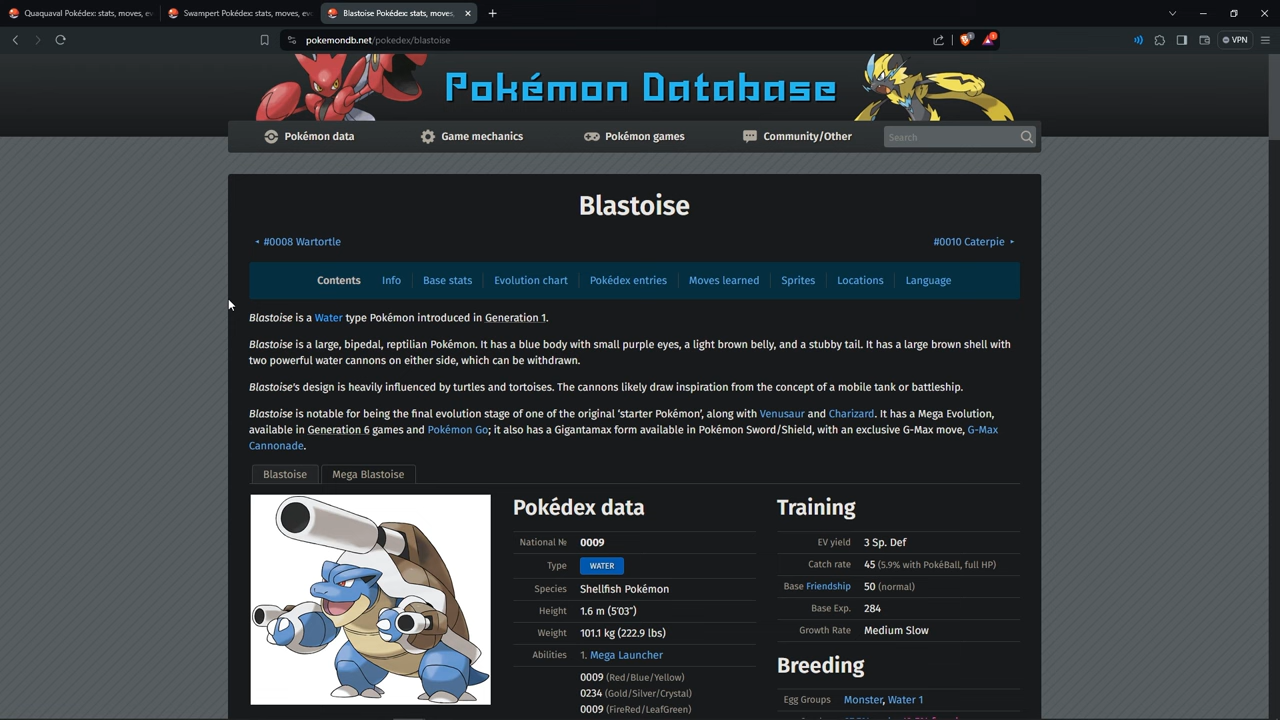 Quaquaval Pokédex: stats, moves, ev
Swampert Pokédex: stats, moves, evo
Blastoise Pokédex: stats, moves,
pokemondb.net/pokedex/blastoise
VPN
Pokémon Database
Pokémon data
Game mechanics
Pokémon games
Community/Other
Search
Blastoise
#0008 Wartortle
#0010 Caterpie
Contents Info Base stats Evolution chart Pokédex entries Moves learned Sprites Locations Language
Blastoise is a Water type Pokémon introduced in Generation 1.
Blastoise is a large, bipedal, reptilian Pokémon. It has a blue body with small purple eyes, a light brown belly, and a stubby tail. It has a large brown shell with
two powerful water cannons on either side, which can be withdrawn.
Blastoise's design is heavily influenced by turtles and tortoises. The cannons likely draw inspiration from the concept of a mobile tank or battleship.
Blastoise is notable for being the final evolution stage of one of the original ‘starter Pokémon’, along with Venusaur and Charizard. It has a Mega Evolution,
available in Generation 6 games and Pokémon Go; it also has a Gigantamax form available in Pokémon Sword/Shield, with an exclusive G-Max move, G-Max
Cannonade.
Blastoise Mega Blastoise
Pokédex data
National № 0009
Type WATER
Species Shellfish Pokémon
Height 1.6 m (5′03″)
Weight 101.1 kg (222.9 lbs)
Abilities 1. Mega Launcher
0009 (Red/Blue/Yellow)
0234 (Gold/Silver/Crystal)
0009 (FireRed/LeafGreen)
Training
EV yield 3 Sp. Def
Catch rate 45 (5.9% with PokéBall, full HP)
Base Friendship 50 (normal)
Base Exp. 284
Growth Rate Medium Slow
Breeding
Egg Groups Monster, Water 1